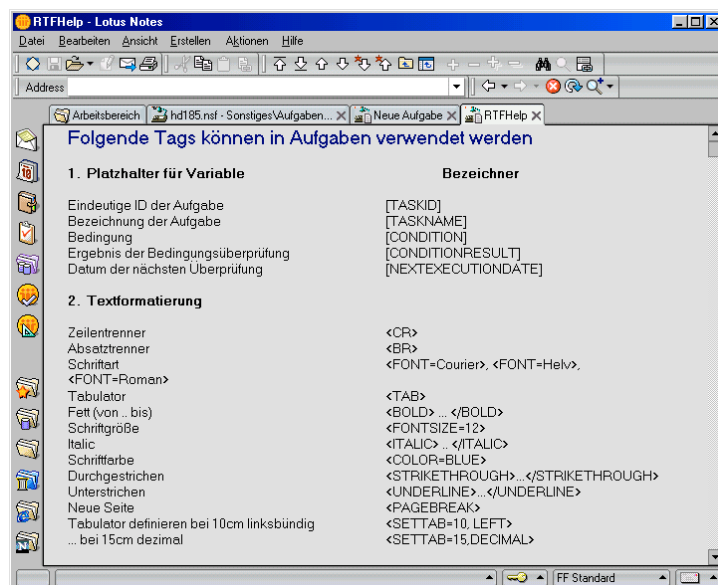 RTFHelp - Lotus Notes
Datei Bearbeiten Ansicht Erstellen Aktionen Hilfe
Address
Arbeitsbereich hd185.nsf - Sonstiges\Aufgaben... Neue Aufgabe RTFHelp
Folgende Tags können in Aufgaben verwendet werden
1. Platzhalter für Variable Bezeichner
Eindeutige ID der Aufgabe [TASKID]
Bezeichnung der Aufgabe [TASKNAME]
Bedingung [CONDITION]
Ergebnis der Bedingungsüberprüfung [CONDITIONRESULT]
Datum der nächsten Überprüfung [NEXTEXECUTIONDATE]
2. Textformatierung
Zeilentrenner <CR>
Absatztrenner <BR>
Schriftart <FONT=Courier>, <FONT=Helv>,
<FONT=Roman>
Tabulator <TAB>
Fett (von .. bis) <BOLD> ... </BOLD>
Schriftgröße <FONTSIZE=12>
Italic <ITALIC> .. </ITALIC>
Schriftfarbe <COLOR=BLUE>
Durchgestrichen <STRIKETHROUGH>...</STRIKETHROUGH>
Unterstrichen <UNDERLINE>...</UNDERLINE>
Neue Seite <PAGEBREAK>
Tabulator definieren bei 10cm linksbündig <SETTAB=10, LEFT>
... bei 15cm dezimal <SETTAB=15,DECIMAL>
FF Standard